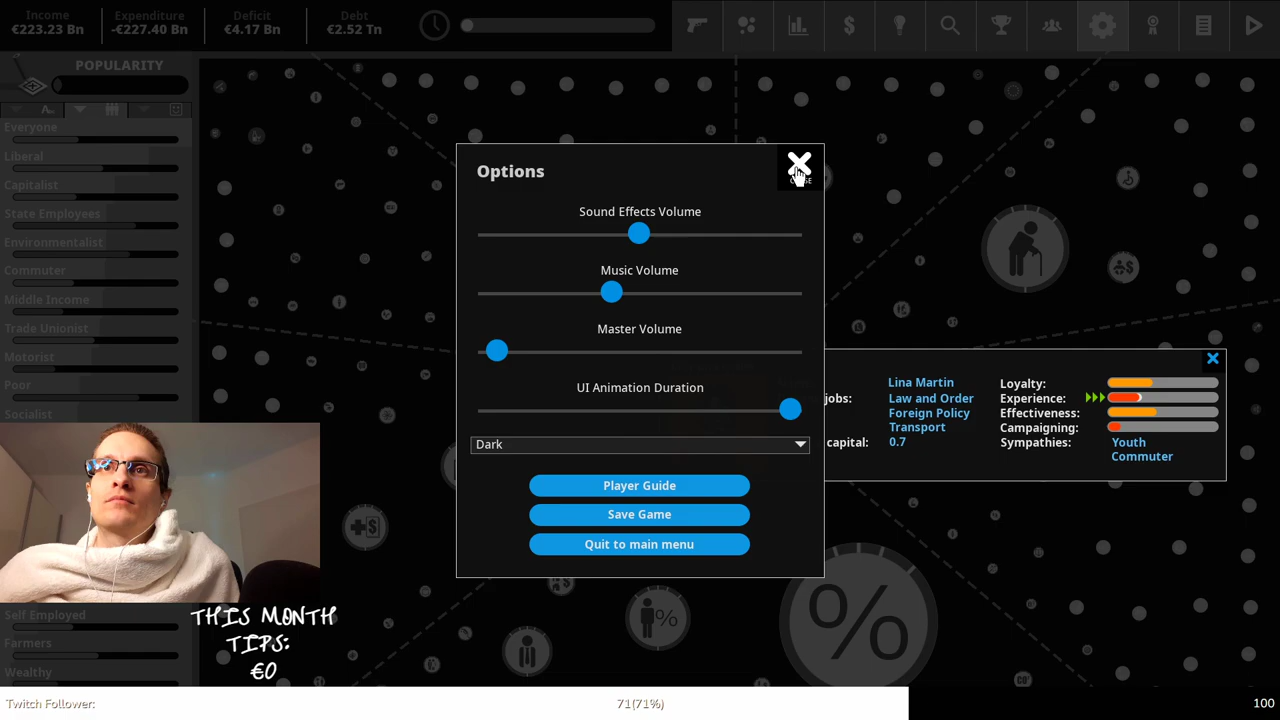 Income
€223.23 Bn
Expenditure
-€227.40 Bn
Deficit
€4.17 Bn
Debt
€2.52 Tn
POPULARITY
Everyone
Liberal
Capitalist
State Employees
Environmentalist
Commuter
Middle Income
Trade Unionist
Motorist
Poor
Socialist
Self Employed
Farmers
Wealthy
Options
Sound Effects Volume
Music Volume
Master Volume
UI Animation Duration
Dark
Player Guide
Save Game
Quit to main menu
Lina Martin
jobs:
Law and Order
Foreign Policy
Transport
capital:
0.7
Loyalty:
Experience:
Effectiveness:
Campaigning:
Sympathies:
Youth
Commuter
THIS MONTH
TIPS:
€0
Twitch Follower:
71(71%)
100